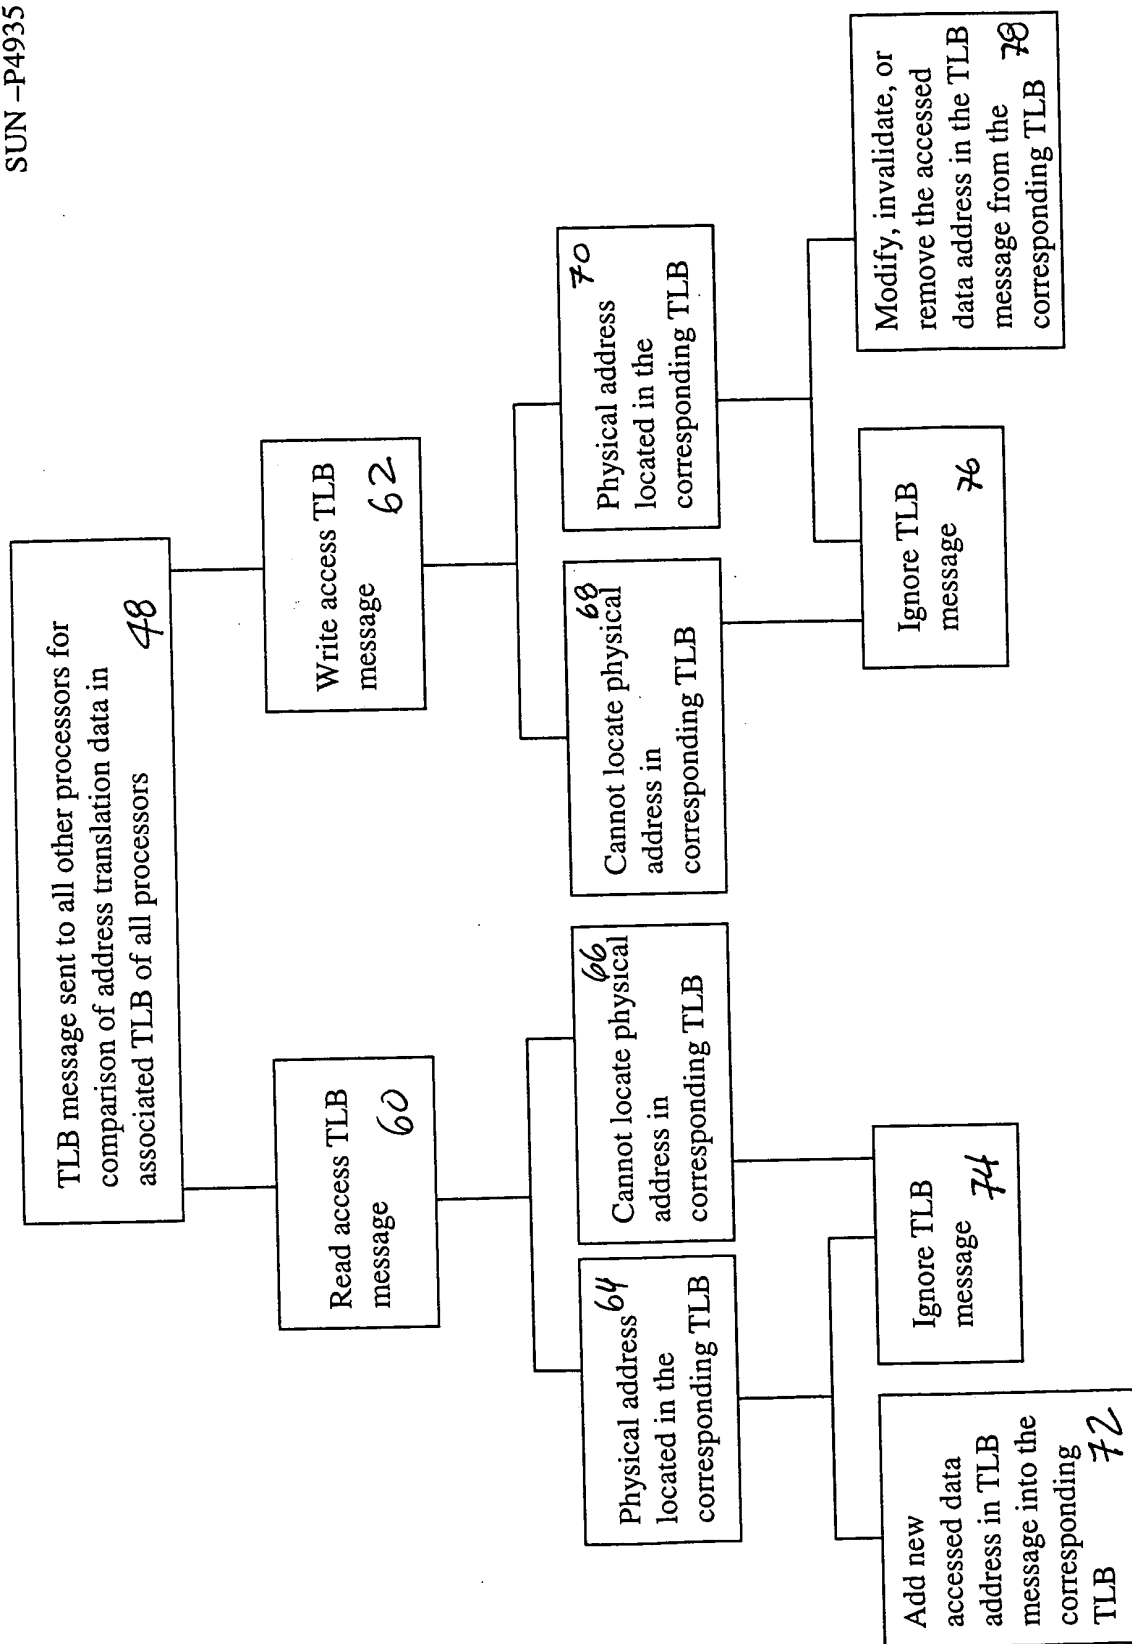 SUN –P4935
TLB message sent to all other processors for
comparison of address translation data in
associated TLB of all processors 48
Read access TLB
message 60
Write access TLB
message 62
Physical address 64
located in the
corresponding TLB
66
Cannot locate physical
address in
corresponding TLB
68
Cannot locate physical
address in
corresponding TLB
70
Physical address
located in the
corresponding TLB
Add new
accessed data
address in TLB
message into the
corresponding
TLB 72
Ignore TLB
message 74
Ignore TLB
message 76
Modify, invalidate, or
remove the accessed
data address in the TLB
message from the 78
corresponding TLB